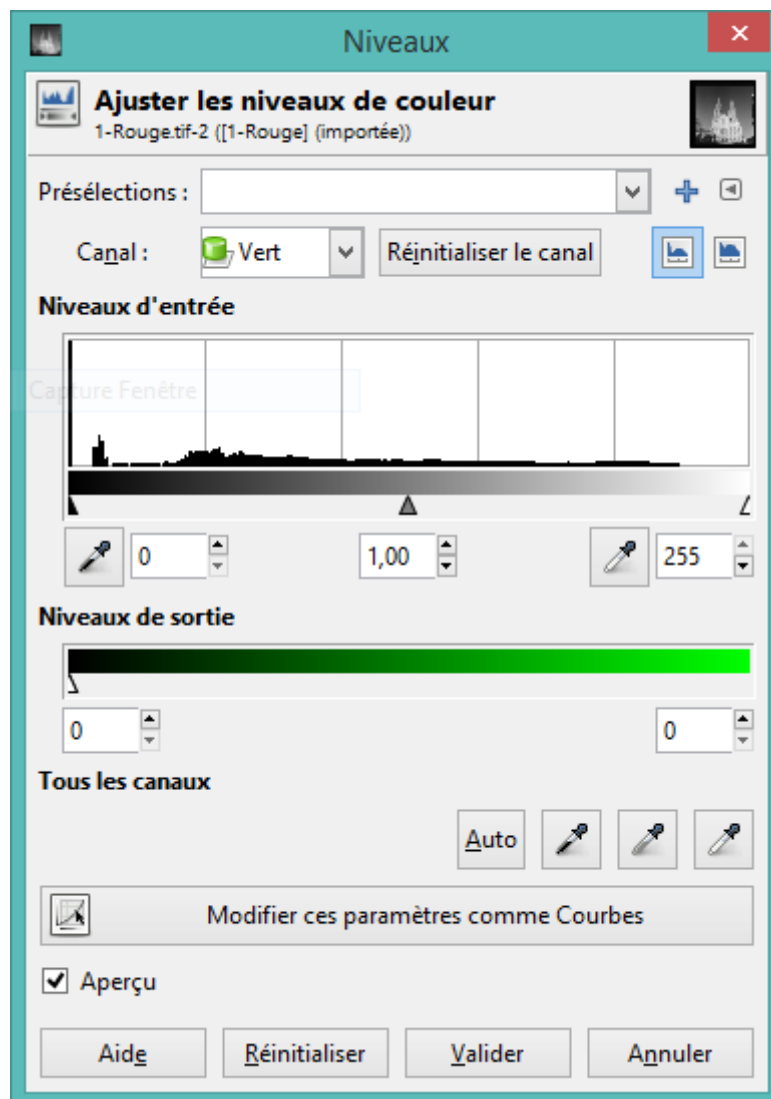 Niveaux
Ajuster les niveaux de couleur
1-Rouge.tif-2 ([1-Rouge] (importée))
Présélections :
Canal : Vert Réinitialiser le canal
Niveaux d'entrée
Capture Fenêtre
0 1,00 255
Niveaux de sortie
0 0
Tous les canaux
Auto
Modifier ces paramètres comme Courbes
Aperçu
Aide Réinitialiser Valider Annuler